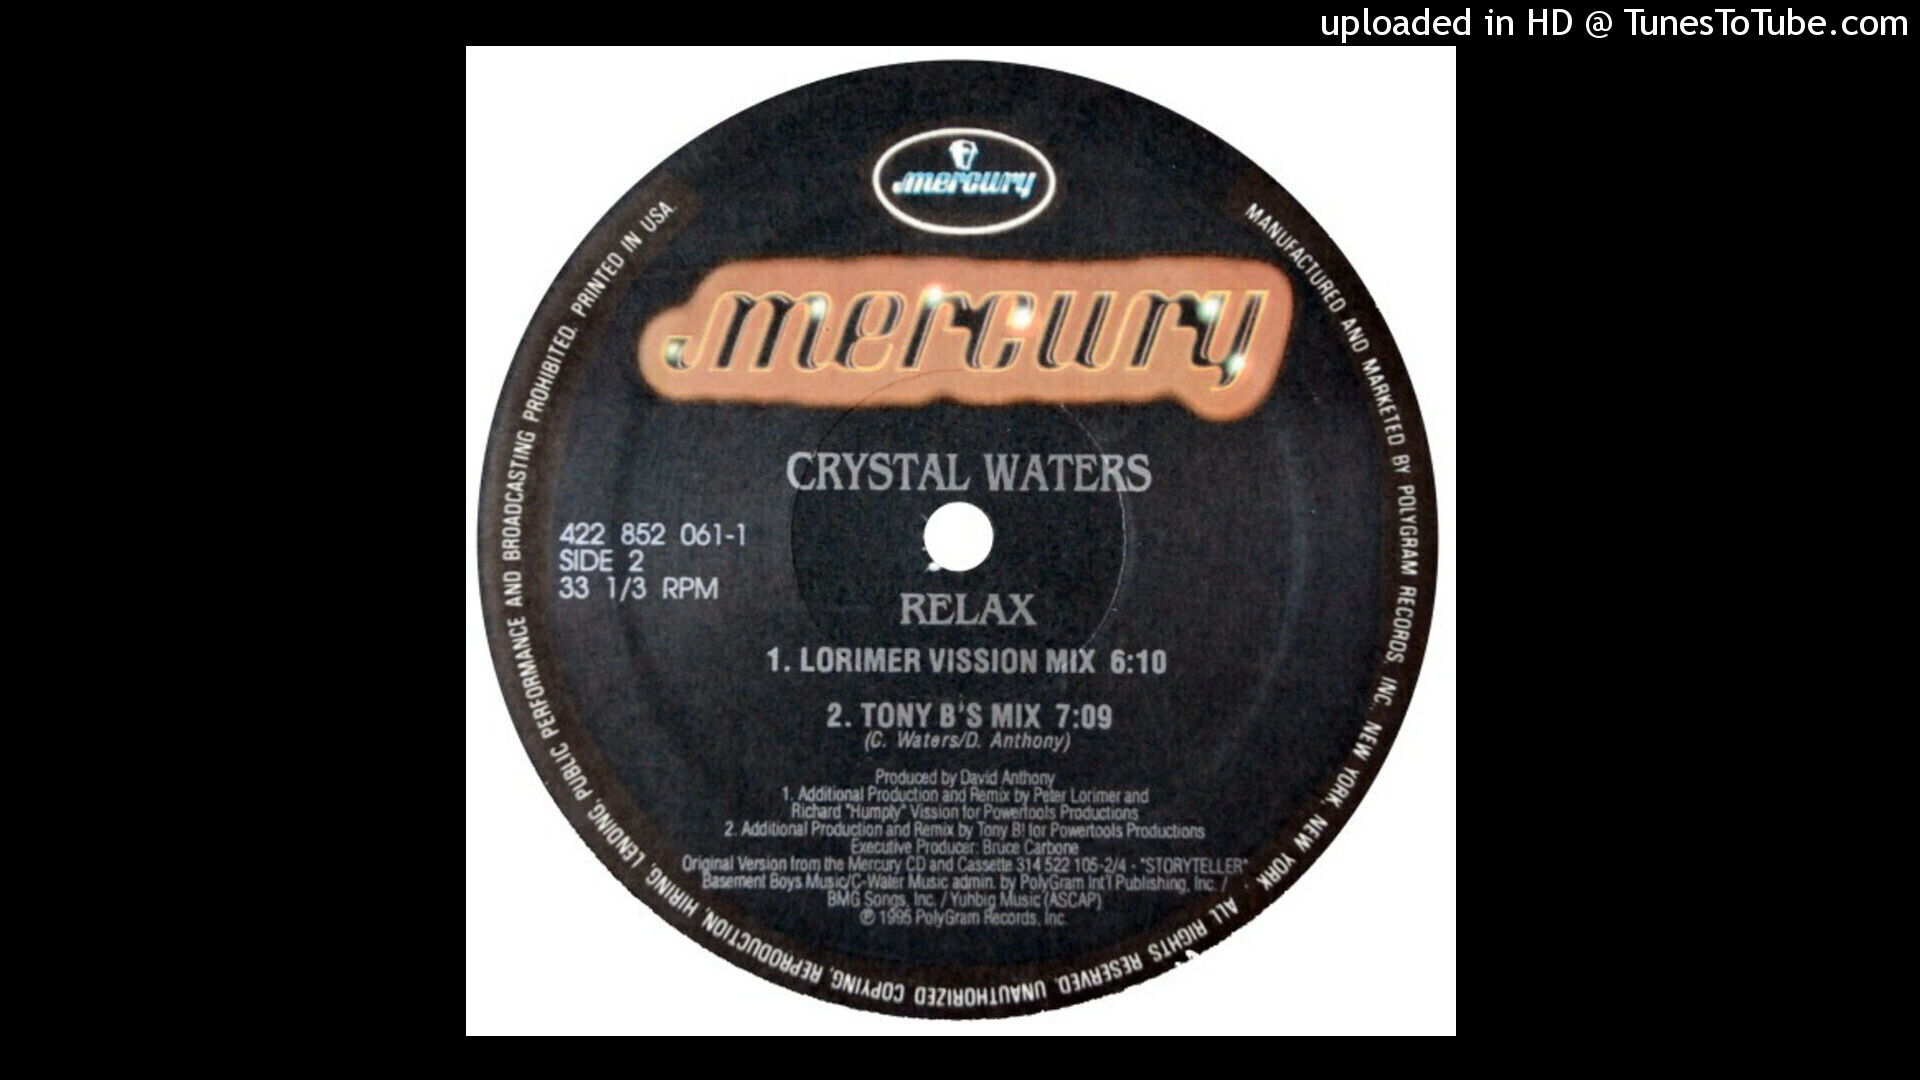 uploaded in HD @ TunesToTube.com
mercury
mercury
CRYSTAL WATERS
422 852 061-1
SIDE 2
33 1/3 RPM
RELAX
1. LORIMER VISSION MIX 6:10
2. TONY B'S MIX 7:09
(C. Waters/D. Anthony)
Produced by David Anthony
1. Additional Production and Remix by Peter Lorimer and
Richard "Humply" Vission for Powertools Productions
2. Additional Production and Remix by Tony B! for Powertools Productions
Executive Producer: Bruce Carbone
Original Version from the Mercury CD and Cassette 314 522 105-2/4 - "STORYTELLER"
Basement Boys Music/C-Water Music admin. by PolyGram Int'l Publishing, Inc. /
BMG Songs, Inc. / Yuhbig Music (ASCAP)
℗ 1995 PolyGram Records, Inc.
MANUFACTURED AND MARKETED BY POLYGRAM RECORDS, INC., NEW YORK, NEW YORK. ALL RIGHTS RESERVED. UNAUTHORIZED COPYING, REPRODUCTION, HIRING, LENDING, PUBLIC PERFORMANCE AND BROADCASTING PROHIBITED. PRINTED IN USA.